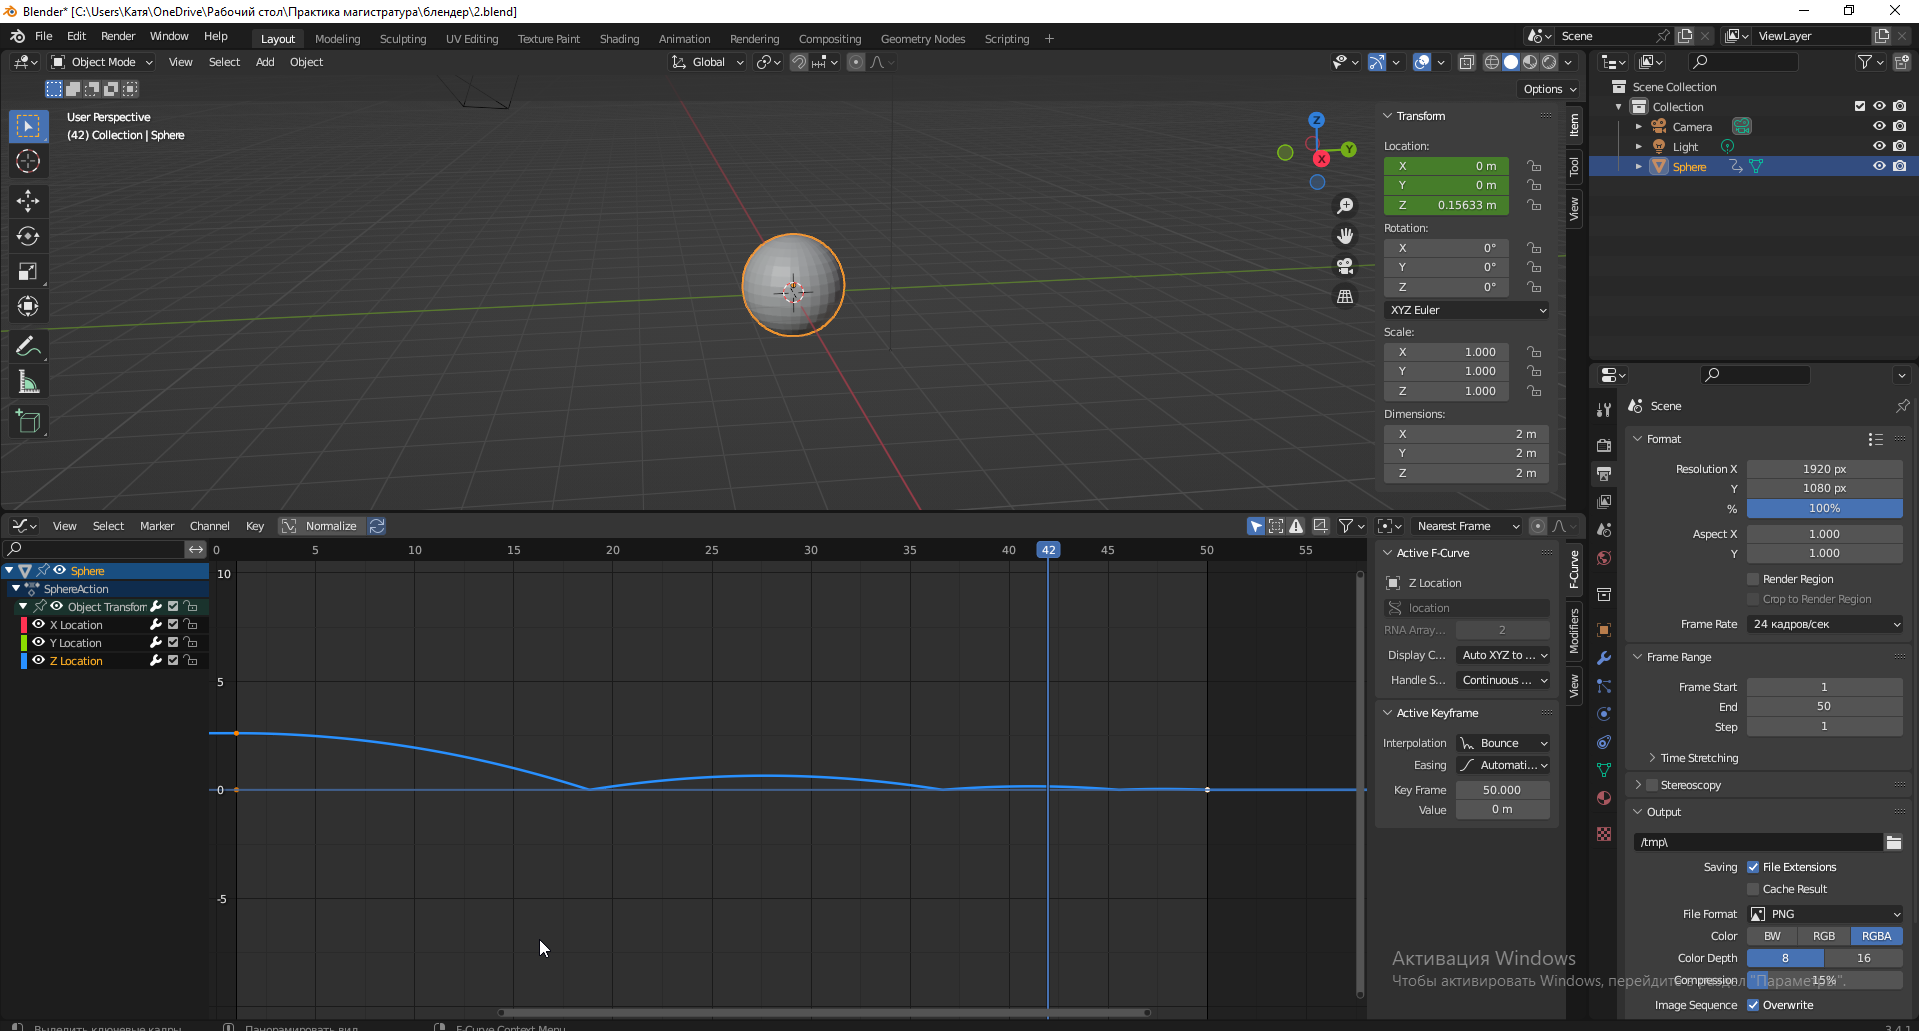 Blender* [C:\Users\Катя\OneDrive\Рабочий стол\Практика магистратура\блендер\2.blend]
File Edit Render Window Help Layout Modeling Sculpting UV Editing Texture Paint Shading Animation Rendering Compositing Geometry Nodes Scripting + Scene ViewLayer
Object Mode View Select Add Object Global
Options
User Perspective
(42) Collection | Sphere
Z
Y
X
Transform
Location:
X 0 m
Y 0 m
Z 0.15633 m
Rotation:
X 0°
Y 0°
Z 0°
XYZ Euler
Scale:
X 1.000
Y 1.000
Z 1.000
Dimensions:
X 2 m
Y 2 m
Z 2 m
Item
Tool
View
Scene Collection
Collection
Camera
Light
Sphere
View Select Marker Channel Key Normalize Nearest Frame
0 5 10 15 20 25 30 35 40 42 45 50 55
Sphere
SphereAction
Object Transfor
X Location
Y Location
Z Location
10
5
0
-5
Active F-Curve
Z Location
location
RNA Array... 2
Display C... Auto XYZ to ...
Handle S... Continuous ...
Active Keyframe
Interpolation Bounce
Easing Automati...
Key Frame 50.000
Value 0 m
F-Curve
Modifiers
View
Scene
Format
Resolution X 1920 px
Y 1080 px
% 100%
Aspect X 1.000
Y 1.000
Render Region
Crop to Render Region
Frame Rate 24 кадров/сек
Frame Range
Frame Start 1
End 50
Step 1
Time Stretching
Stereoscopy
Output
/tmp\
Saving File Extensions
Cache Result
File Format PNG
Color BW RGB RGBA
Color Depth 8 16
Compression 15%
Image Sequence Overwrite
Активация Windows
Чтобы активировать Windows, перейдите в раздел "Параметры".
Выделить ключевые кадры Панорамировать вид F-Curve Context Menu 3.4.1